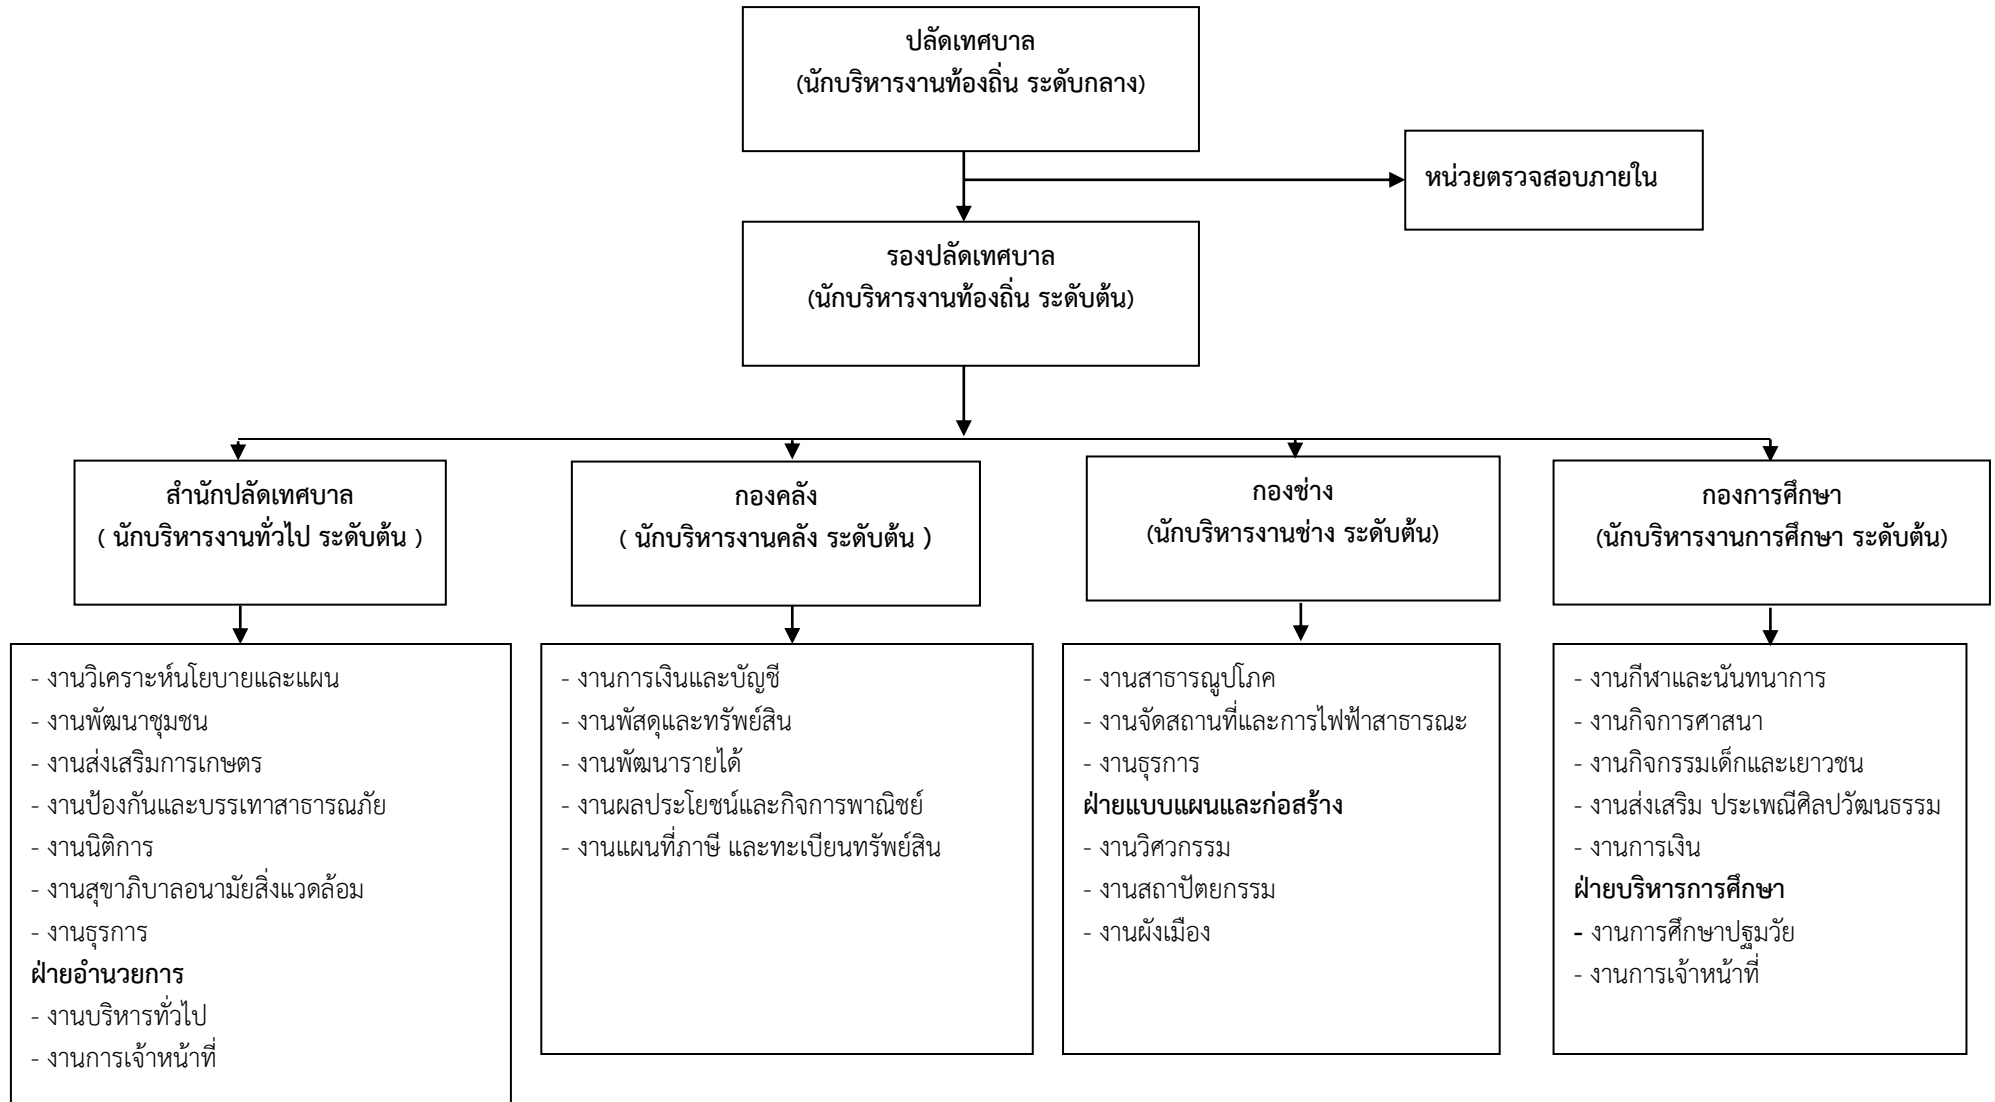 ปลัดเทศบาล
(นักบริหารงานท้องถิ่น ระดับกลาง)
หน่วยตรวจสอบภายใน
รองปลัดเทศบาล
(นักบริหารงานท้องถิ่น ระดับต้น)
สำนักปลัดเทศบาล
( นักบริหารงานทั่วไป ระดับต้น )
กองคลัง
( นักบริหารงานคลัง ระดับต้น )
กองช่าง
(นักบริหารงานช่าง ระดับต้น)
กองการศึกษา
(นักบริหารงานการศึกษา ระดับต้น)
- งานวิเคราะห์นโยบายและแผน
- งานพัฒนาชุมชน
- งานส่งเสริมการเกษตร
- งานป้องกันและบรรเทาสาธารณภัย
- งานนิติการ
- งานสุขาภิบาลอนามัยสิ่งแวดล้อม
- งานธุรการ
ฝ่ายอำนวยการ
- งานบริหารทั่วไป
- งานการเจ้าหน้าที่
- งานการเงินและบัญชี
- งานพัสดุและทรัพย์สิน
- งานพัฒนารายได้
- งานผลประโยชน์และกิจการพาณิชย์
- งานแผนที่ภาษี และทะเบียนทรัพย์สิน
- งานสาธารณูปโภค
- งานจัดสถานที่และการไฟฟ้าสาธารณะ
- งานธุรการ
ฝ่ายแบบแผนและก่อสร้าง
- งานวิศวกรรม
- งานสถาปัตยกรรม
- งานผังเมือง
- งานกีฬาและนันทนาการ
- งานกิจการศาสนา
- งานกิจกรรมเด็กและเยาวชน
- งานส่งเสริม ประเพณีศิลปวัฒนธรรม
- งานการเงิน
ฝ่ายบริหารการศึกษา
- งานการศึกษาปฐมวัย
- งานการเจ้าหน้าที่